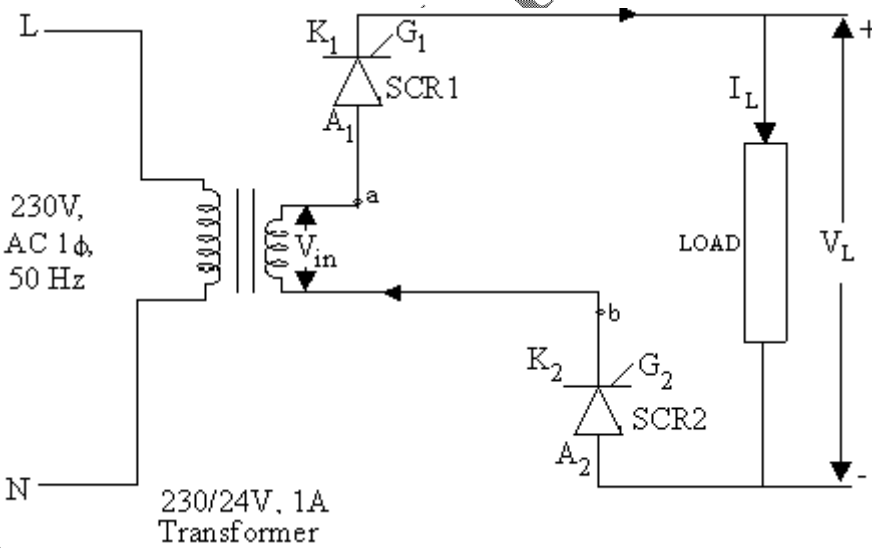 L
K1 G1
SCR1
A1
a
230V,
AC 1ϕ,
50 Hz
Vin
IL
+
LOAD
VL
b
K2 G2
SCR2
A2
-
N
230/24V, 1A
Transformer